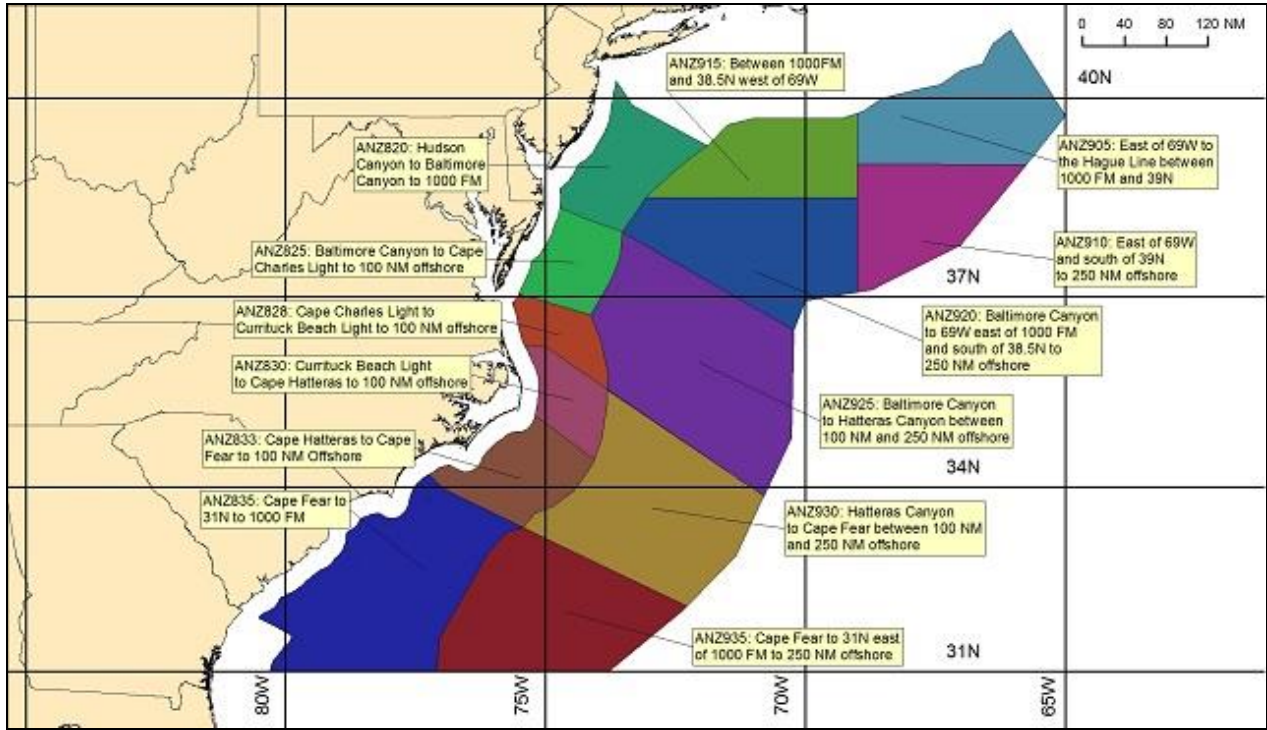 0 40 80 120 NM
40N
ANZ915: Between 1000FM
and 38.5N west of 69W
ANZ820: Hudson
Canyon to Baltimore
Canyon to 1000 FM
ANZ905: East of 69W to
the Hague Line between
1000 FM and 39N
ANZ825: Baltimore Canyon to Cape
Charles Light to 100 NM offshore
ANZ910: East of 69W
and south of 39N
to 250 NM offshore
37N
ANZ828: Cape Charles Light to
Currituck Beach Light to 100 NM offshore
ANZ920: Baltimore Canyon
to 69W east of 1000 FM
and south of 38.5N to
250 NM offshore
ANZ830: Currituck Beach Light
to Cape Hatteras to 100 NM offshore
ANZ925: Baltimore Canyon
to Hatteras Canyon between
100 NM and 250 NM offshore
ANZ833: Cape Hatteras to Cape
Fear to 100 NM Offshore
34N
ANZ835: Cape Fear to
31N to 1000 FM
ANZ930: Hatteras Canyon
to Cape Fear between 100 NM
and 250 NM offshore
ANZ935: Cape Fear to 31N east
of 1000 FM to 250 NM offshore
31N
80W
75W
70W
65W